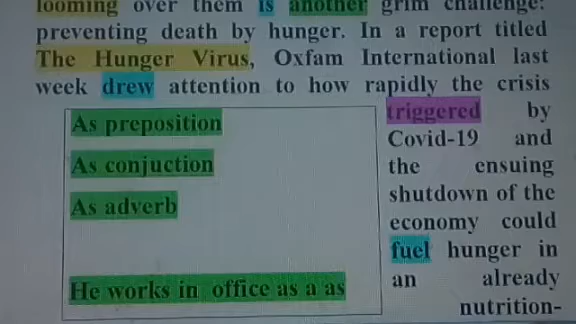 looming over them is another grim challenge:
preventing death by hunger. In a report titled
The Hunger Virus, Oxfam International last
week drew attention to how rapidly the crisis
triggered by
Covid-19 and
the ensuing
shutdown of the
economy could
fuel hunger in
an already
nutrition-
As preposition
As conjuction
As adverb
He works in office as a as